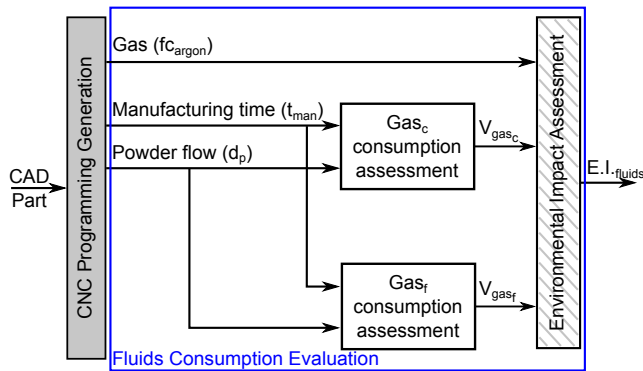 CAD
Part
CNC Programming Generation
Gas (fc_argon)
Manufacturing time (t_man)
Powder flow (d_p)
Gas_c
consumption
assessment
V_gas_c
Gas_f
consumption
assessment
V_gas_f
Environmental Impact Assessment
E.I._fluids
Fluids Consumption Evaluation